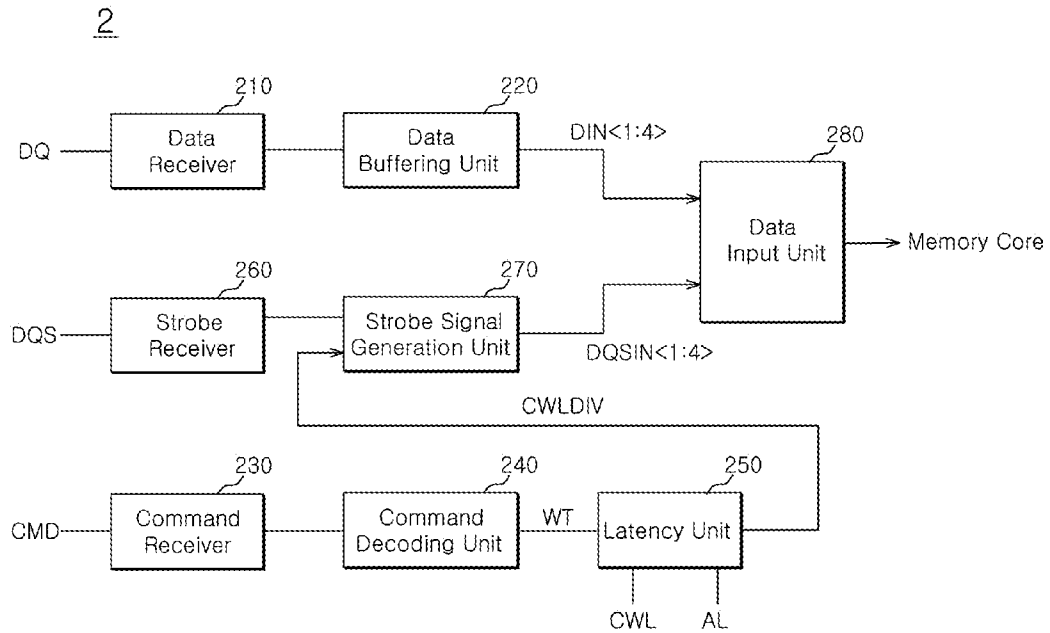 2
210
220
DQ
Data
Receiver
Data
Buffering Unit
DIN<1:4>
280
Data
Input Unit
Memory Core
260
270
DQS
Strobe
Receiver
Strobe Signal
Generation Unit
DQSIN<1:4>
CWLDIV
230
240
250
CMD
Command
Receiver
Command
Decoding Unit
WT
Latency Unit
CWL
AL